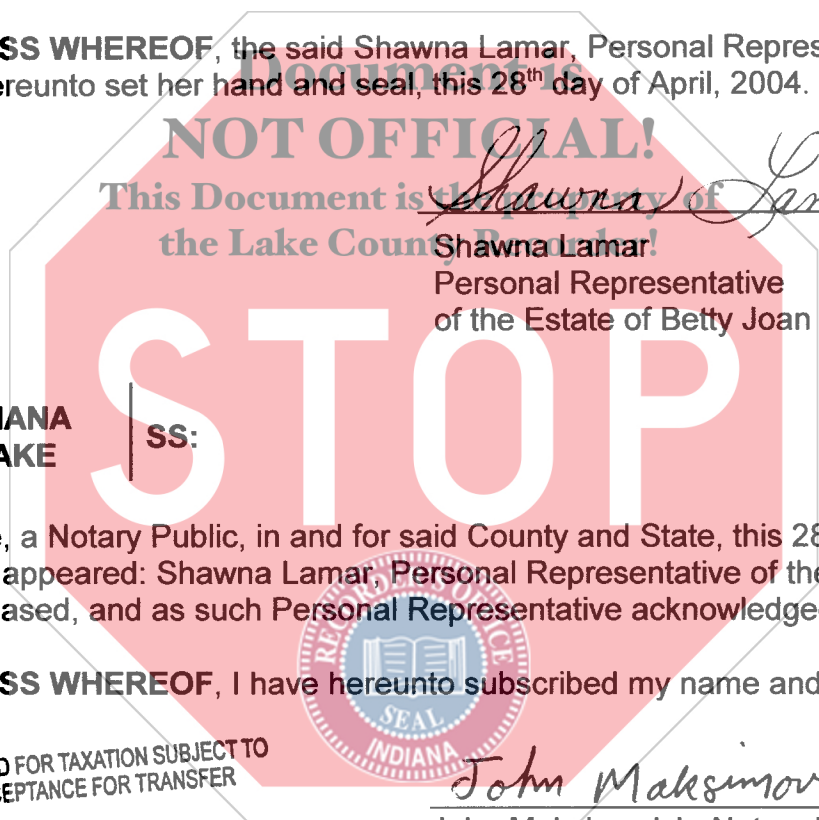 SS WHEREOF, the said Shawna Lamar, Personal Repres
ereunto set her hand and seal, this 28th day of April, 2004.
Document is
NOT OFFICIAL!
This Document is the property of
the Lake County Recorder!
Shawna Lam
Shawna Lamar
Personal Representative
of the Estate of Betty Joan
STOP
IANA
AKE
SS:
, a Notary Public, in and for said County and State, this 28
appeared: Shawna Lamar, Personal Representative of the
ased, and as such Personal Representative acknowledge
RECORDER'S OFFICE
SEAL
INDIANA
SS WHEREOF, I have hereunto subscribed my name and
D FOR TAXATION SUBJECT TO
EPTANCE FOR TRANSFER
John Maksimov